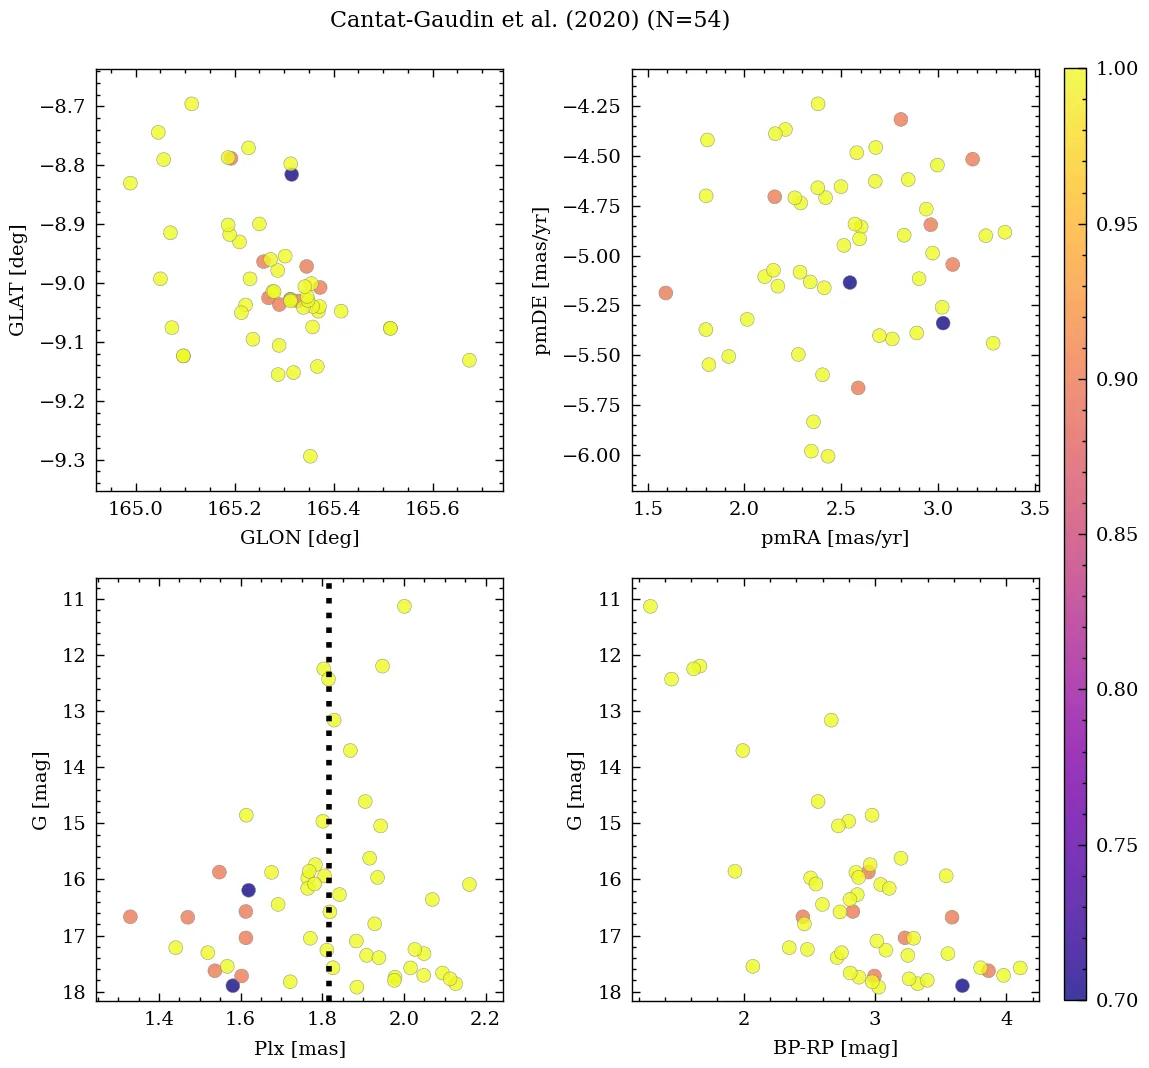 Cantat-Gaudin et al. (2020) (N=54)
−8.7
−8.8
−8.9
−9.0
−9.1
−9.2
−9.3
GLAT [deg]
165.0 165.2 165.4 165.6
GLON [deg]
−4.25
−4.50
−4.75
−5.00
−5.25
−5.50
−5.75
−6.00
pmDE [mas/yr]
1.5 2.0 2.5 3.0 3.5
pmRA [mas/yr]
11
12
13
14
15
16
17
18
G [mag]
1.4 1.6 1.8 2.0 2.2
Plx [mas]
11
12
13
14
15
16
17
18
G [mag]
2 3 4
BP-RP [mag]
1.00
0.95
0.90
0.85
0.80
0.75
0.70